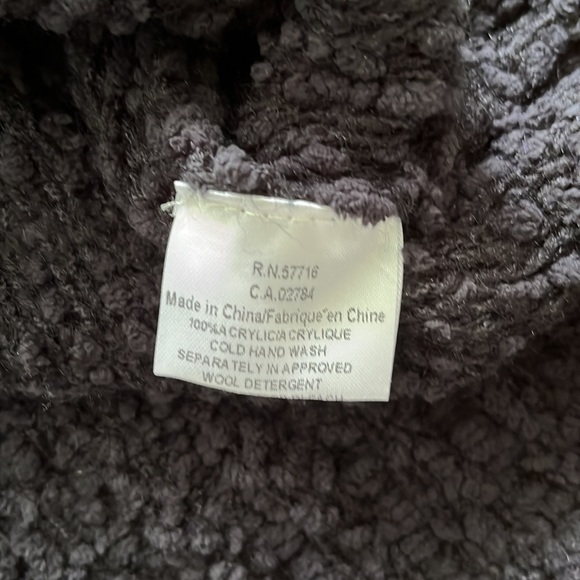 R.N.57716
C.A.02784
Made in China/Fabrique en Chine
100%ACRYLIC/ACRYLIQUE
COLD HAND WASH
SEPARATELY IN APPROVED
WOOL DETERGENT